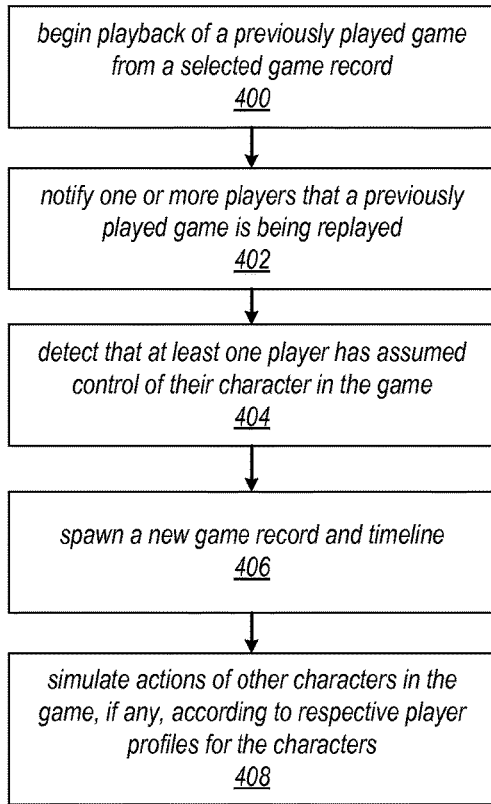 begin playback of a previously played game
from a selected game record
400
notify one or more players that a previously
played game is being replayed
402
detect that at least one player has assumed
control of their character in the game
404
spawn a new game record and timeline
406
simulate actions of other characters in the
game, if any, according to respective player
profiles for the characters
408